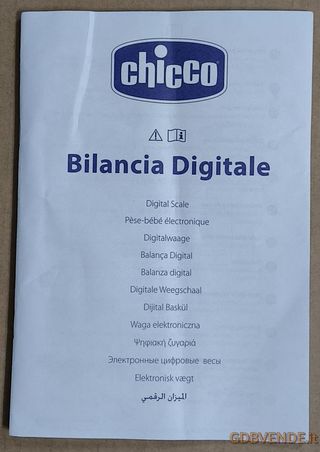 chicco
Bilancia Digitale
Digital Scale
Pèse-bébé électronique
Digitalwaage
Balança Digital
Balanza digital
Digitale Weegschaal
Dijital Baskül
Waga elektroniczna
Ψηφιακή ζυγαριά
Электронные цифровые весы
Elektronisk vægt
الميزان الرقمي
GDBVENDE.it